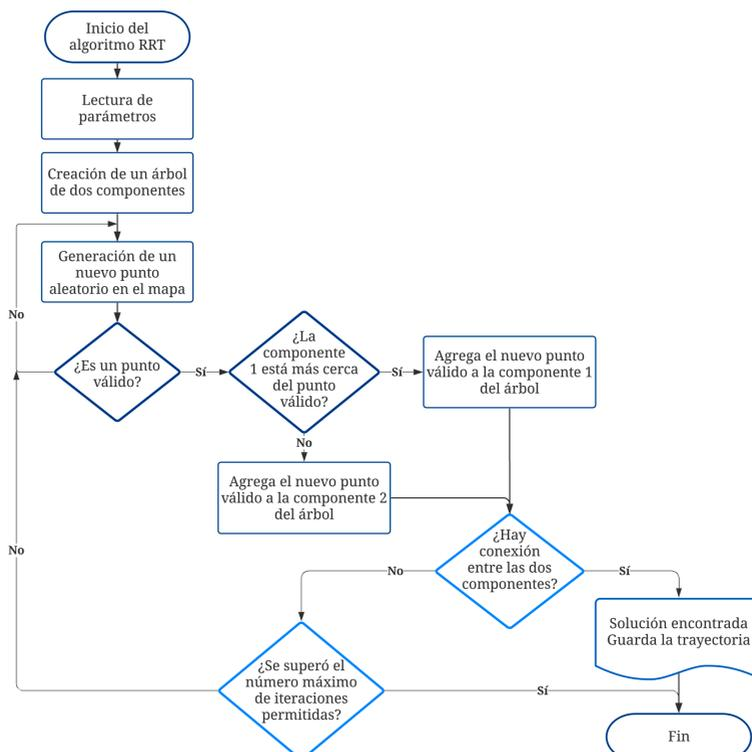 Inicio del
algoritmo RRT
Lectura de
parámetros
Creación de un árbol
de dos componentes
Generación de un
nuevo punto
aleatorio en el mapa
No
¿Es un punto
válido?
Sí
¿La
componente
1 está más cerca
del punto
válido?
Sí
Agrega el nuevo punto
válido a la componente 1
del árbol
No
Agrega el nuevo punto
válido a la componente 2
del árbol
¿Hay
conexión
entre las dos
componentes?
No
No
Sí
Solución encontrada
Guarda la trayectoria
¿Se superó el
número máximo
de iteraciones
permitidas?
Sí
Fin